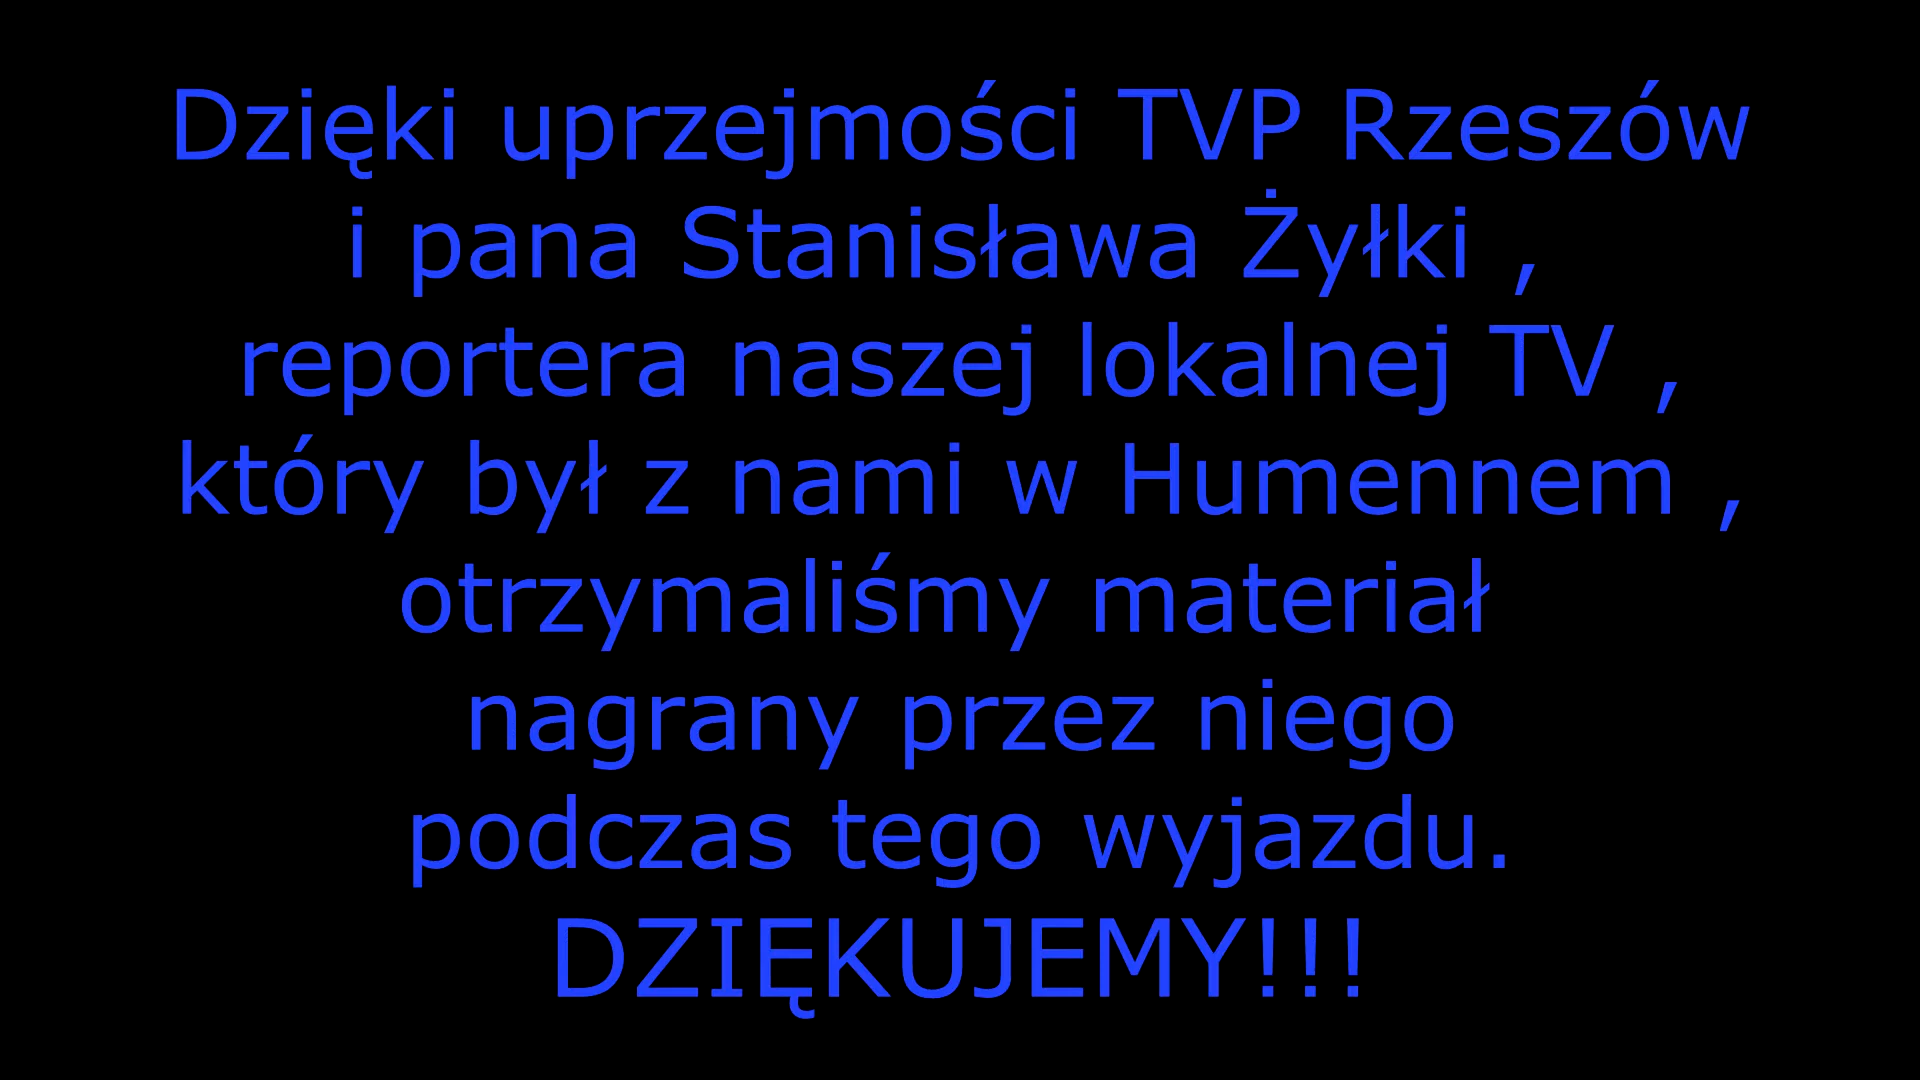 Dzięki uprzejmości TVP Rzeszów
i pana Stanisława Żyłki ,
reportera naszej lokalnej TV ,
który był z nami w Humennem ,
otrzymaliśmy materiał
nagrany przez niego
podczas tego wyjazdu.
DZIĘKUJEMY!!!